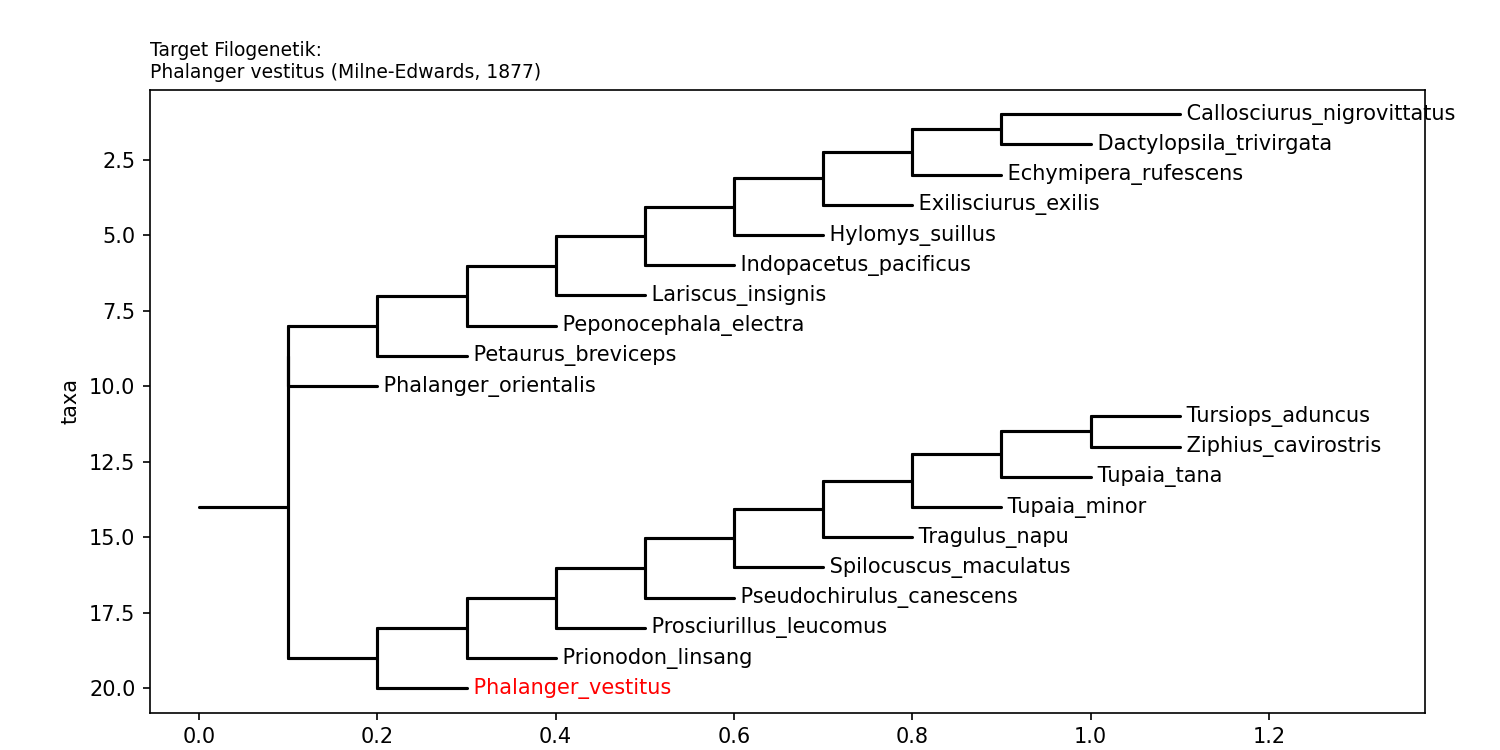 Target Filogenetik:
Phalanger vestitus (Milne-Edwards, 1877)
Callosciurus_nigrovittatus
Dactylopsila_trivirgata
2.5
Echymipera_rufescens
Exilisciurus_exilis
5.0
Hylomys_suillus
Indopacetus_pacificus
Lariscus_insignis
7.5
Peponocephala_electra
Petaurus_breviceps
10.0
Phalanger_orientalis
taxa
Tursiops_aduncus
Ziphius_cavirostris
12.5
Tupaia_tana
Tupaia_minor
15.0
Tragulus_napu
Spilocuscus_maculatus
Pseudochirulus_canescens
17.5
Prosciurillus_leucomus
Prionodon_linsang
20.0
Phalanger_vestitus
0.0 0.2 0.4 0.6 0.8 1.0 1.2